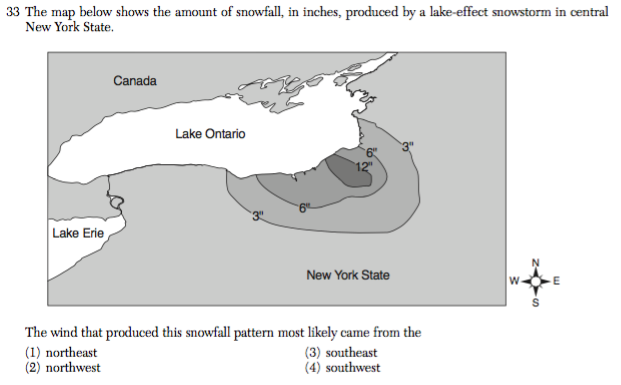 33 The map below shows the amount of snowfall, in inches, produced by a lake-effect snowstorm in central
New York State.
Canada
Lake Ontario
6"
3"
12"
6"
3"
Lake Erie
New York State
N
W
E
S
The wind that produced this snowfall pattern most likely came from the
(1) northeast
(3) southeast
(2) northwest
(4) southwest